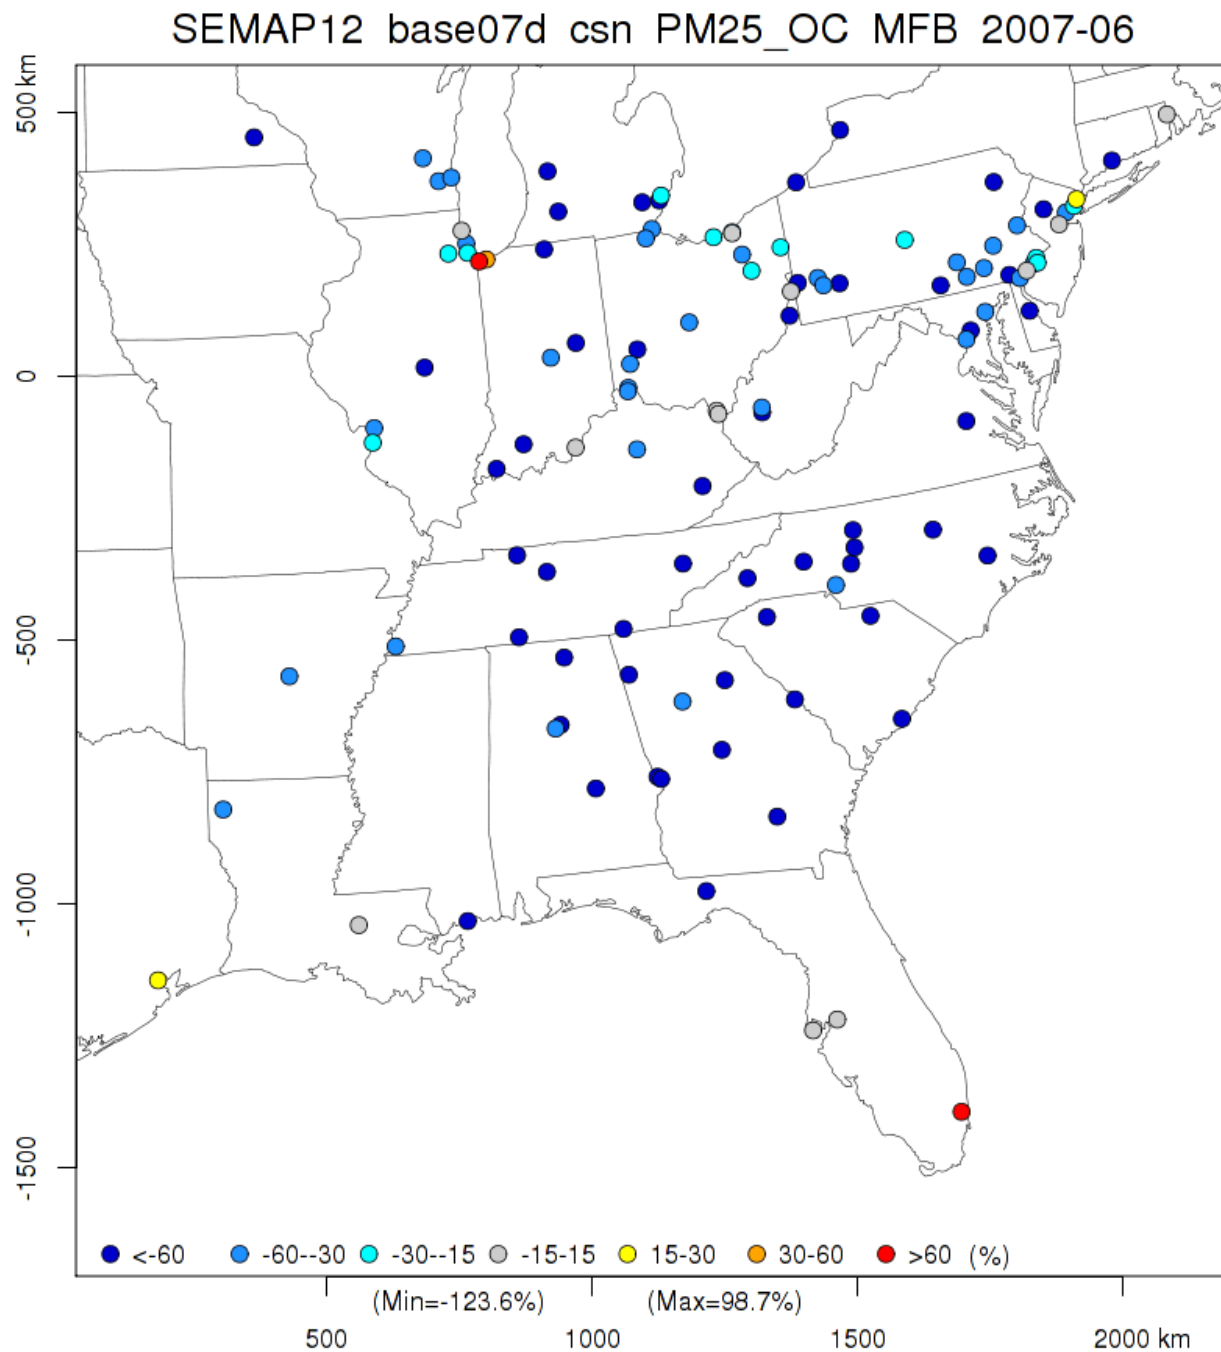 SEMAP12 base07d csn PM25_OC MFB 2007-06
500 km
0
-500
-1000
-1500
<-60 -60--30 -30--15 -15-15 15-30 30-60 >60 (%)
(Min=-123.6%) (Max=98.7%)
500 1000 1500 2000 km